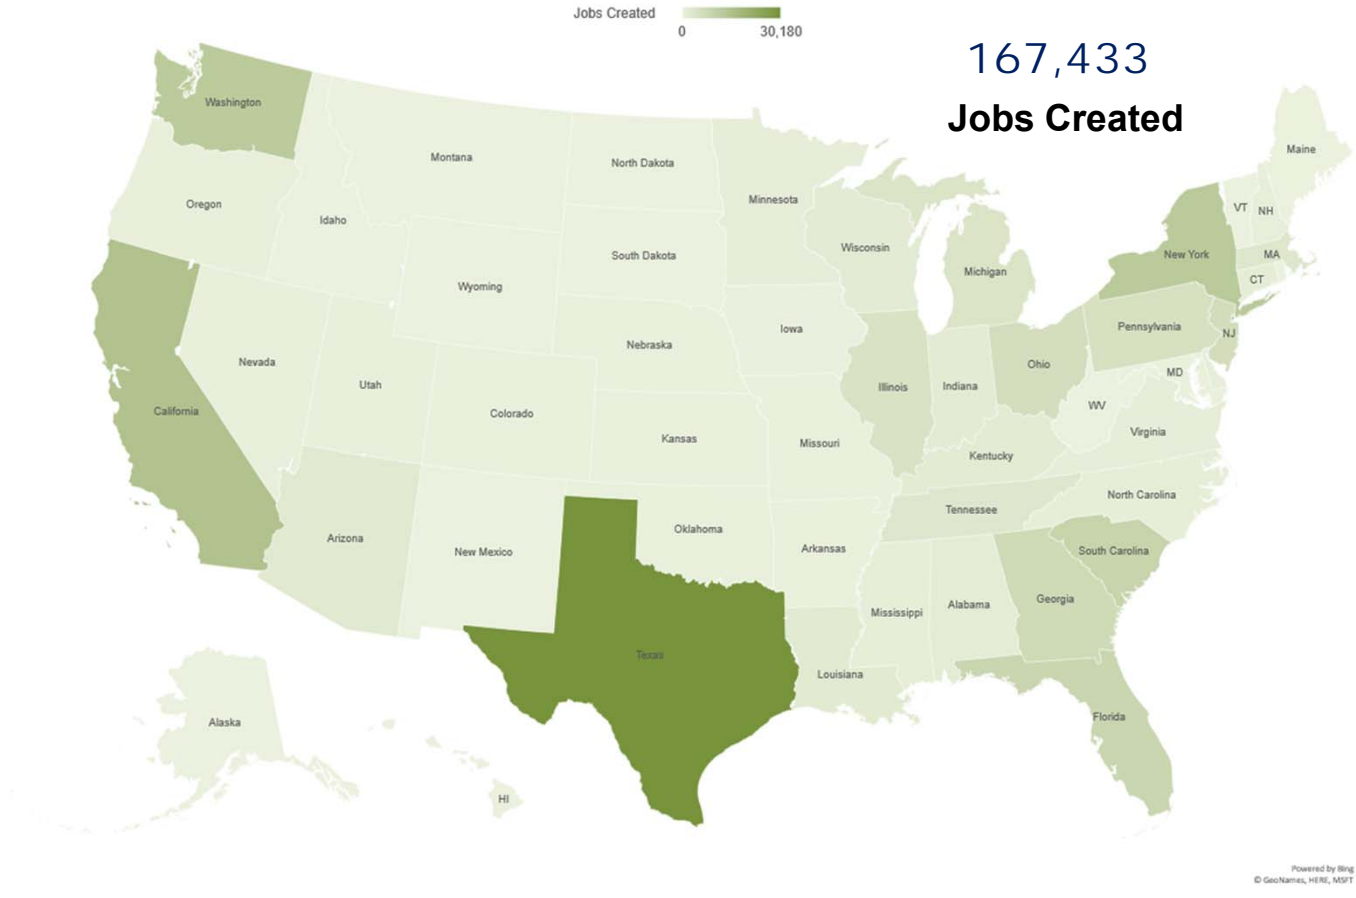 Jobs Created
0
30,180
167,433
Jobs Created
Washington
Montana
North Dakota
Minnesota
Maine
Oregon
Idaho
South Dakota
Wisconsin
Michigan
VT
NH
New York
MA
CT
Wyoming
Iowa
Nebraska
Pennsylvania
NJ
Nevada
Utah
Colorado
Illinois
Indiana
Ohio
MD
WV
California
Kansas
Missouri
Kentucky
Virginia
North Carolina
Tennessee
Arizona
New Mexico
Oklahoma
Arkansas
South Carolina
Mississippi
Alabama
Georgia
Texas
Louisiana
Florida
Alaska
HI
Powered by Bing
© GeoNames, HERE, MSFT